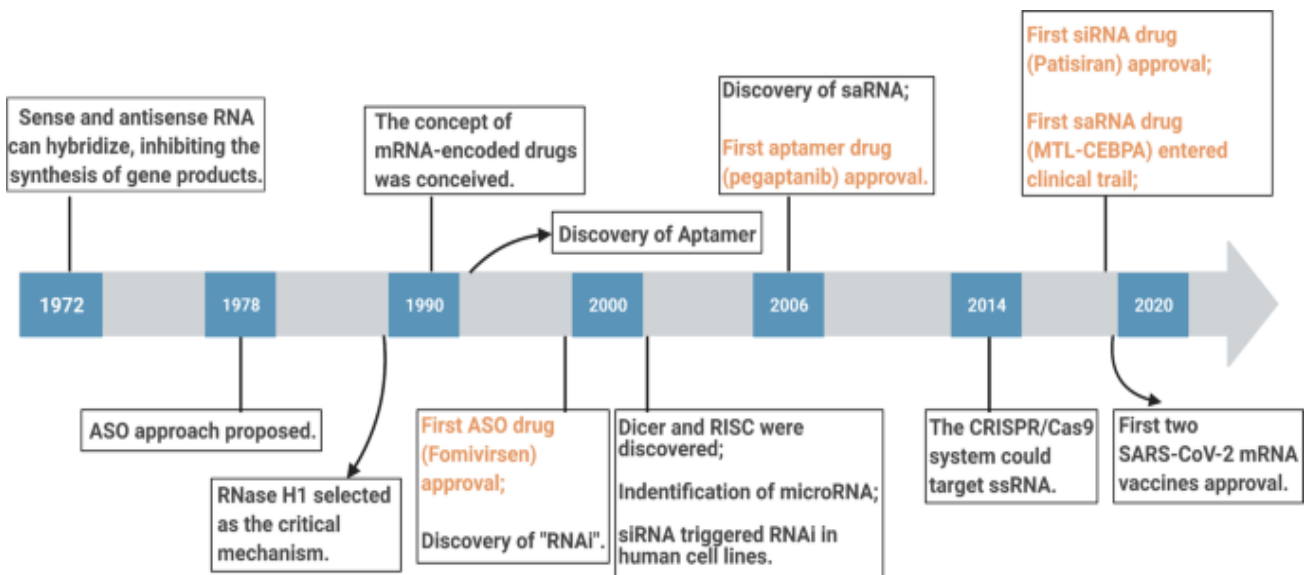 Sense and antisense RNA
can hybridize, inhibiting the
synthesis of gene products.
The concept of
mRNA-encoded drugs
was conceived.
Discovery of Aptamer
Discovery of saRNA;
First aptamer drug
(pegaptanib) approval.
First siRNA drug
(Patisiran) approval;
First saRNA drug
(MTL-CEBPA) entered
clinical trail;
1972
1978
1990
2000
2006
2014
2020
ASO approach proposed.
RNase H1 selected
as the critical
mechanism.
First ASO drug
(Fomivirsen)
approval;
Discovery of "RNAi".
Dicer and RISC were
discovered;
Indentification of microRNA;
siRNA triggered RNAi in
human cell lines.
The CRISPR/Cas9
system could
target ssRNA.
First two
SARS-CoV-2 mRNA
vaccines approval.